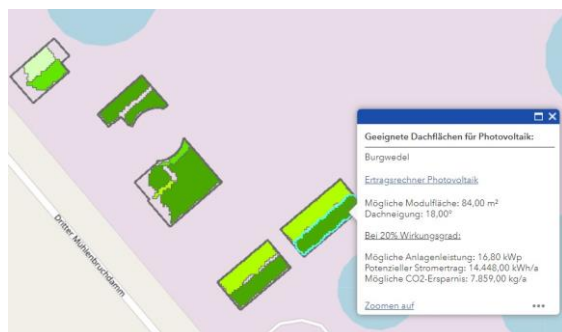 Geeignete Dachflächen für Photovoltaik:
Burgwedel
Ertragsrechner Photovoltaik
Mögliche Modulfläche: 84,00 m²
Dachneigung: 18,00°
Bei 20% Wirkungsgrad:
Mögliche Anlagenleistung: 16,80 kWp
Potenzieller Stromertrag: 14.448,00 kWh/a
Mögliche CO2-Ersparnis: 7.859,00 kg/a
Zoomen auf
Dritter Mühlenbruchdamm